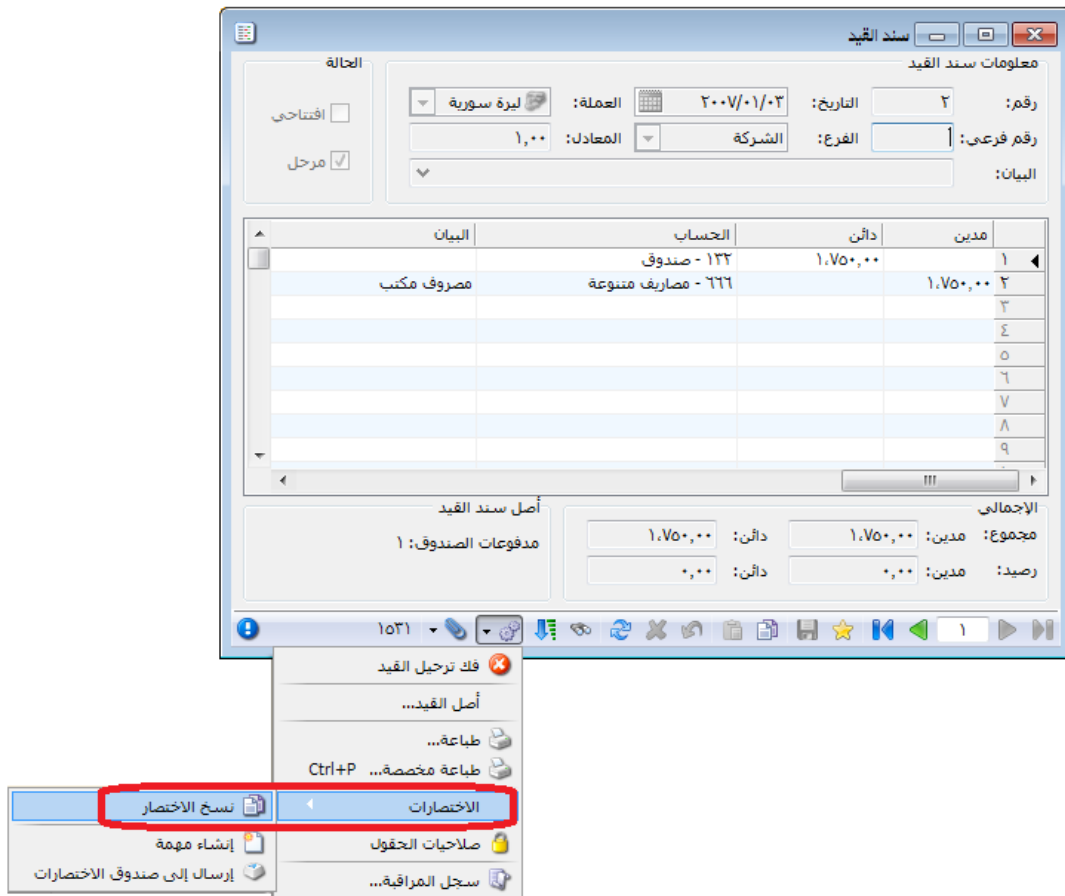 سند القيد
معلومات سند القيد
الحالة
رقم: ٢ التاريخ: ٢٠٠٧/٠١/٠٣ العملة: ليرة سورية
افتتاحي
رقم فرعي: أ الفرع: الشركة المعادل: ١,٠٠
مرحل
البيان:
مدين دائن الحساب البيان
١ ١،٧٥٠,٠٠ ١٣٢ - صندوق
٢ ١،٧٥٠,٠٠ ٦٦٦ - مصاريف متنوعة مصروف مكتب
٣
٤
٥
٦
٧
٨
٩
الإجمالي
أصل سند القيد
مجموع: مدين: ١،٧٥٠,٠٠ دائن: ١،٧٥٠,٠٠
مدفوعات الصندوق: ١
رصيد: مدين: ٠,٠٠ دائن: ٠,٠٠
١ ١٥٣١
فك ترحيل القيد
أصل القيد...
طباعة...
طباعة مخصصة... Ctrl+P
الاختصارات
نسخ الاختصار
صلاحيات الحقول
إنشاء مهمة
سجل المراقبة...
إرسال إلى صندوق الاختصارات